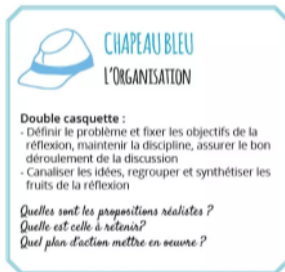 CHAPEAU BLEU
L'ORGANISATION
Double casquette :
- Définir le problème et fixer les objectifs de la
réflexion, maintenir la discipline, assurer le bon
déroulement de la discussion
- Canaliser les idées, regrouper et synthétiser les
fruits de la réflexion
Quelles sont les propositions réalistes ?
Quelle est celle à retenir?
Quel plan d'action mettre en oeuvre ?